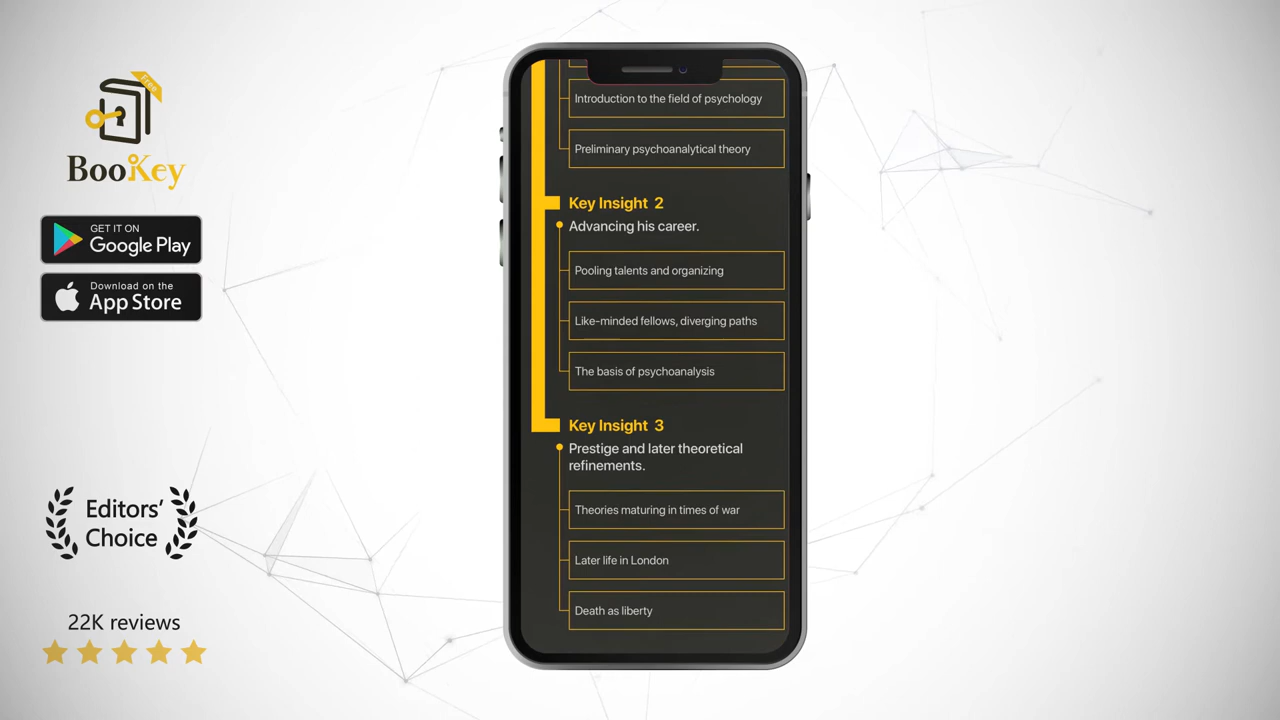 Free
BooKey
GET IT ON
Google Play
Download on the
App Store
Editors'
Choice
22K reviews
Introduction to the field of psychology
Preliminary psychoanalytical theory
Key Insight 2
Advancing his career.
Pooling talents and organizing
Like-minded fellows, diverging paths
The basis of psychoanalysis
Key Insight 3
Prestige and later theoretical
refinements.
Theories maturing in times of war
Later life in London
Death as liberty